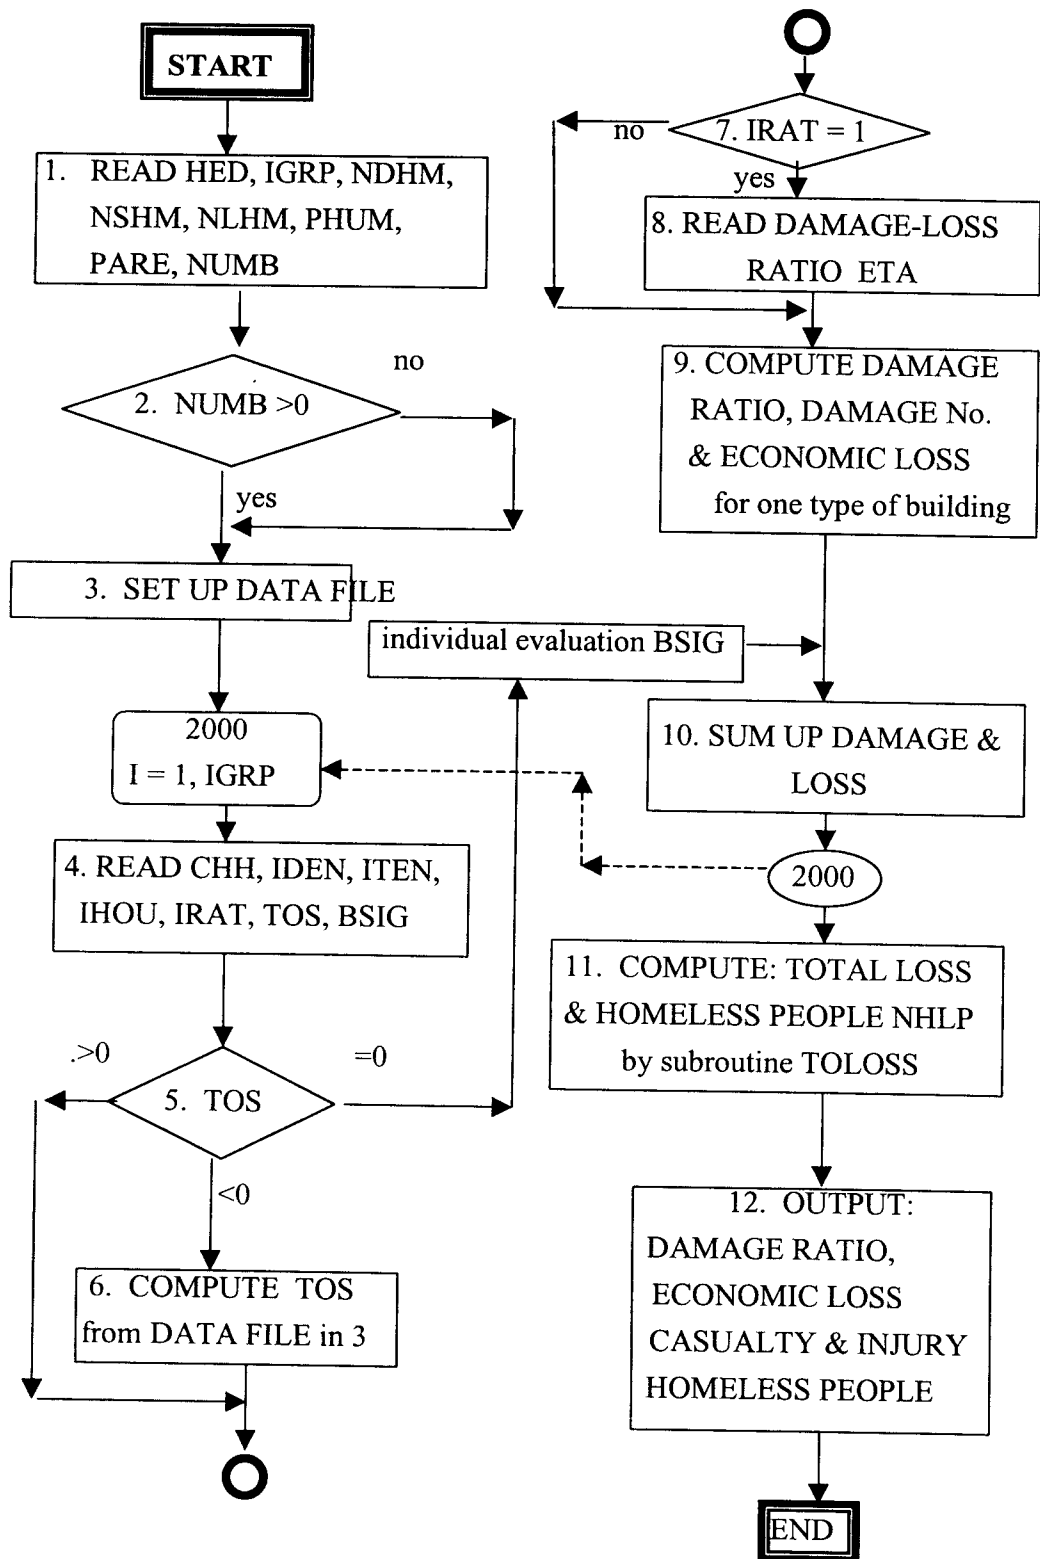 START
1. READ HED, IGRP, NDHM,
NSHM, NLHM, PHUM,
PARE, NUMB
2. NUMB >0
no
yes
3. SET UP DATA FILE
2000
I = 1, IGRP
4. READ CHH, IDEN, ITEN,
IHOU, IRAT, TOS, BSIG
.>0
=0
5. TOS
<0
6. COMPUTE TOS
from DATA FILE in 3
individual evaluation BSIG
7. IRAT = 1
no
yes
8. READ DAMAGE-LOSS
RATIO ETA
9. COMPUTE DAMAGE
RATIO, DAMAGE No.
& ECONOMIC LOSS
for one type of building
10. SUM UP DAMAGE &
LOSS
2000
11. COMPUTE: TOTAL LOSS
& HOMELESS PEOPLE NHLP
by subroutine TOLOSS
12. OUTPUT:
DAMAGE RATIO,
ECONOMIC LOSS
CASUALTY & INJURY
HOMELESS PEOPLE
END